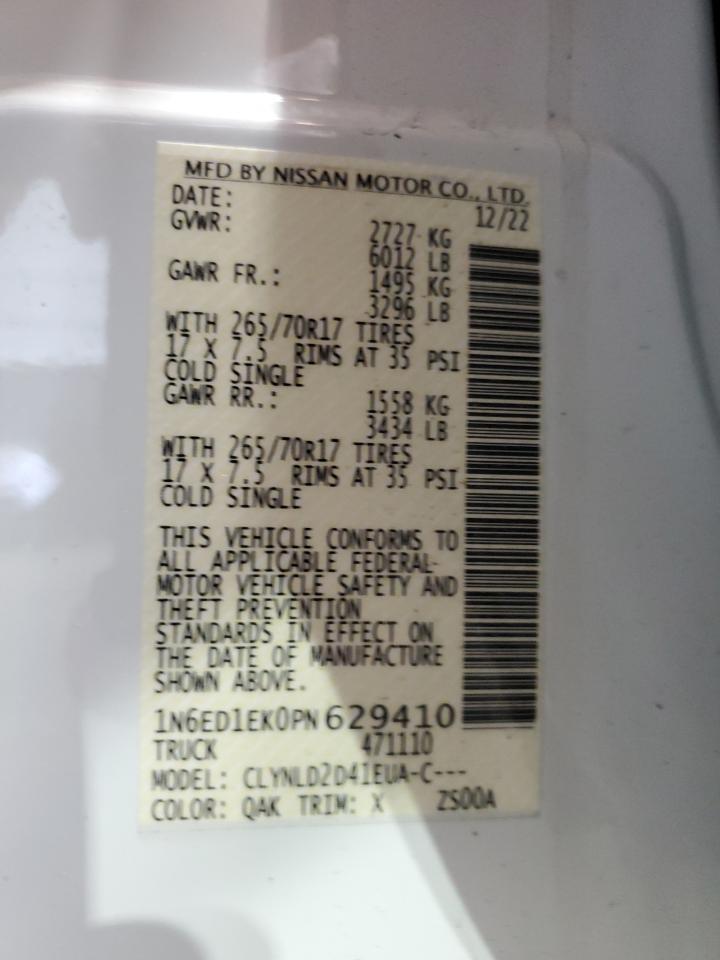 MFD BY NISSAN MOTOR CO., LTD.
DATE: 12/22
GVWR: 2727 KG
6012 LB
GAWR FR.: 1495 KG
3296 LB
WITH 265/70R17 TIRES
17 X 7.5 RIMS AT 35 PSI
COLD SINGLE
GAWR RR.: 1558 KG
3434 LB
WITH 265/70R17 TIRES
17 X 7.5 RIMS AT 35 PSI
COLD SINGLE
THIS VEHICLE CONFORMS TO
ALL APPLICABLE FEDERAL
MOTOR VEHICLE SAFETY AND
THEFT PREVENTION
STANDARDS IN EFFECT ON
THE DATE OF MANUFACTURE
SHOWN ABOVE.
1N6ED1EK0PN 629410
TRUCK 471110
MODEL: CLYNLD2D41EUA-C---
COLOR: QAK TRIM: X ZS00A